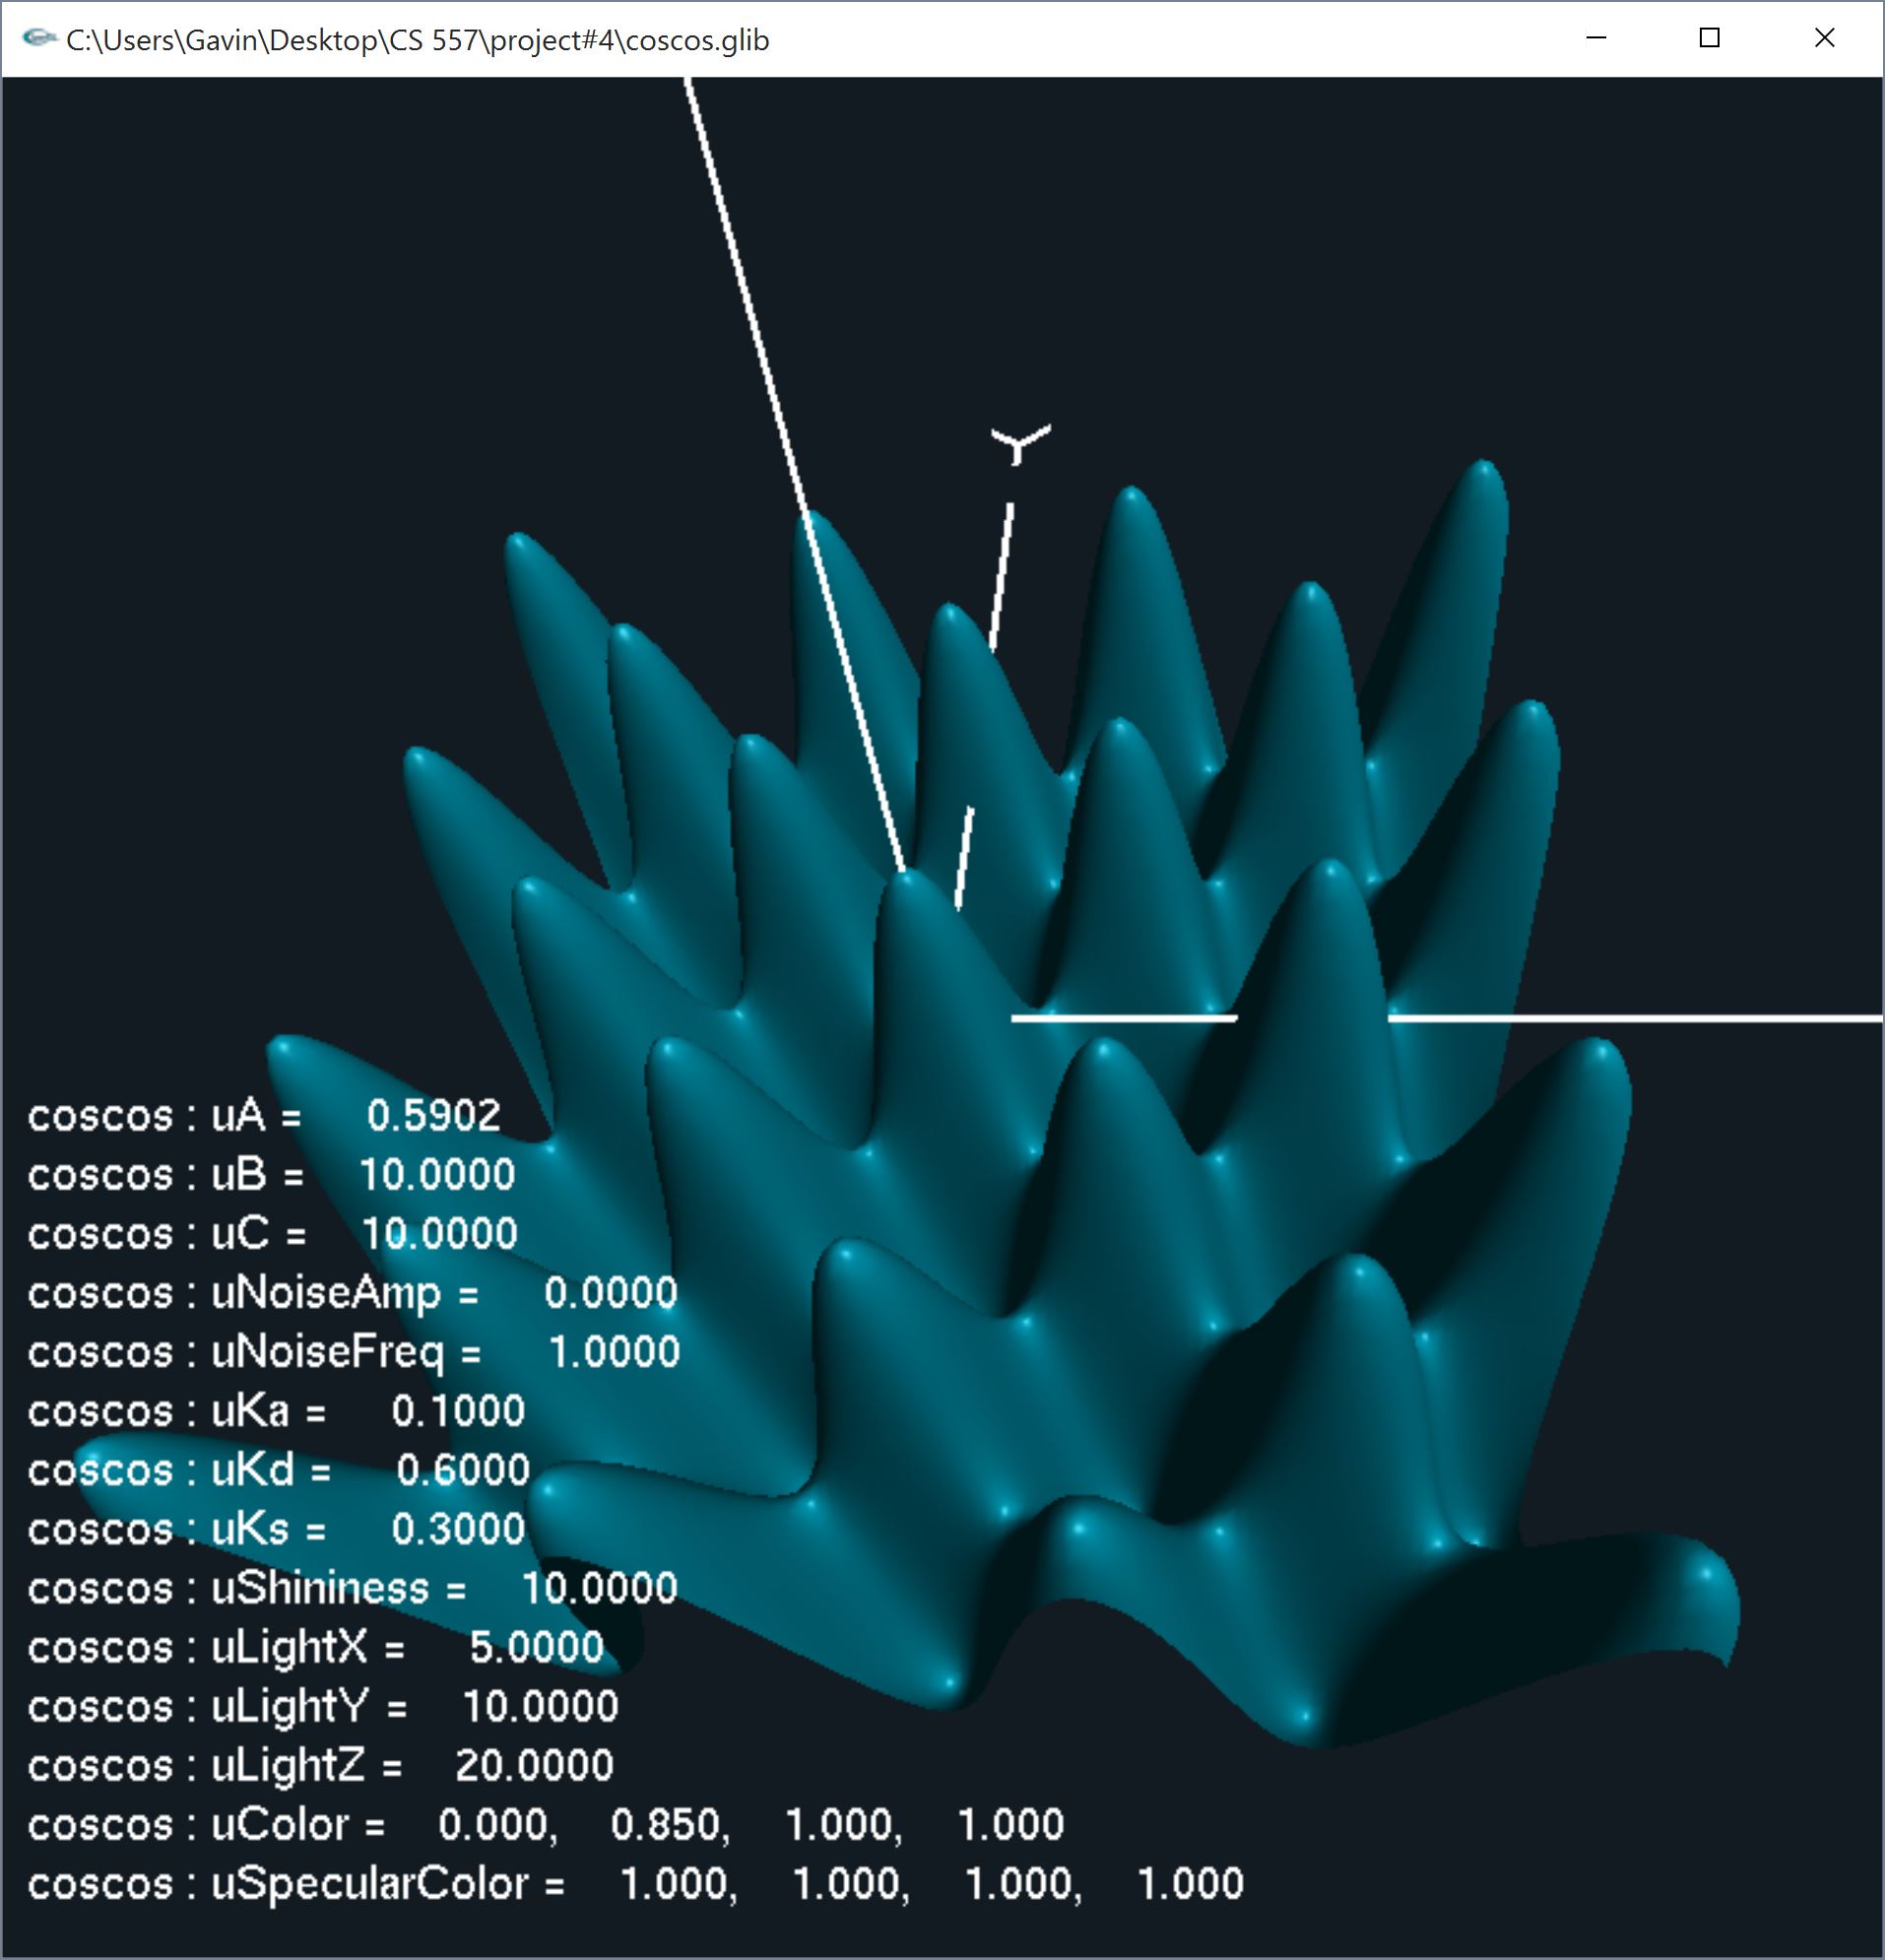 C:\Users\Gavin\Desktop\CS 557\project#4\coscos.glib
Y
coscos : uA = 0.5902
coscos : uB = 10.0000
coscos : uC = 10.0000
coscos : uNoiseAmp = 0.0000
coscos : uNoiseFreq = 1.0000
coscos : uKa = 0.1000
coscos : uKd = 0.6000
coscos : uKs = 0.3000
coscos : uShininess = 10.0000
coscos : uLightX = 5.0000
coscos : uLightY = 10.0000
coscos : uLightZ = 20.0000
coscos : uColor = 0.000, 0.850, 1.000, 1.000
coscos : uSpecularColor = 1.000, 1.000, 1.000, 1.000